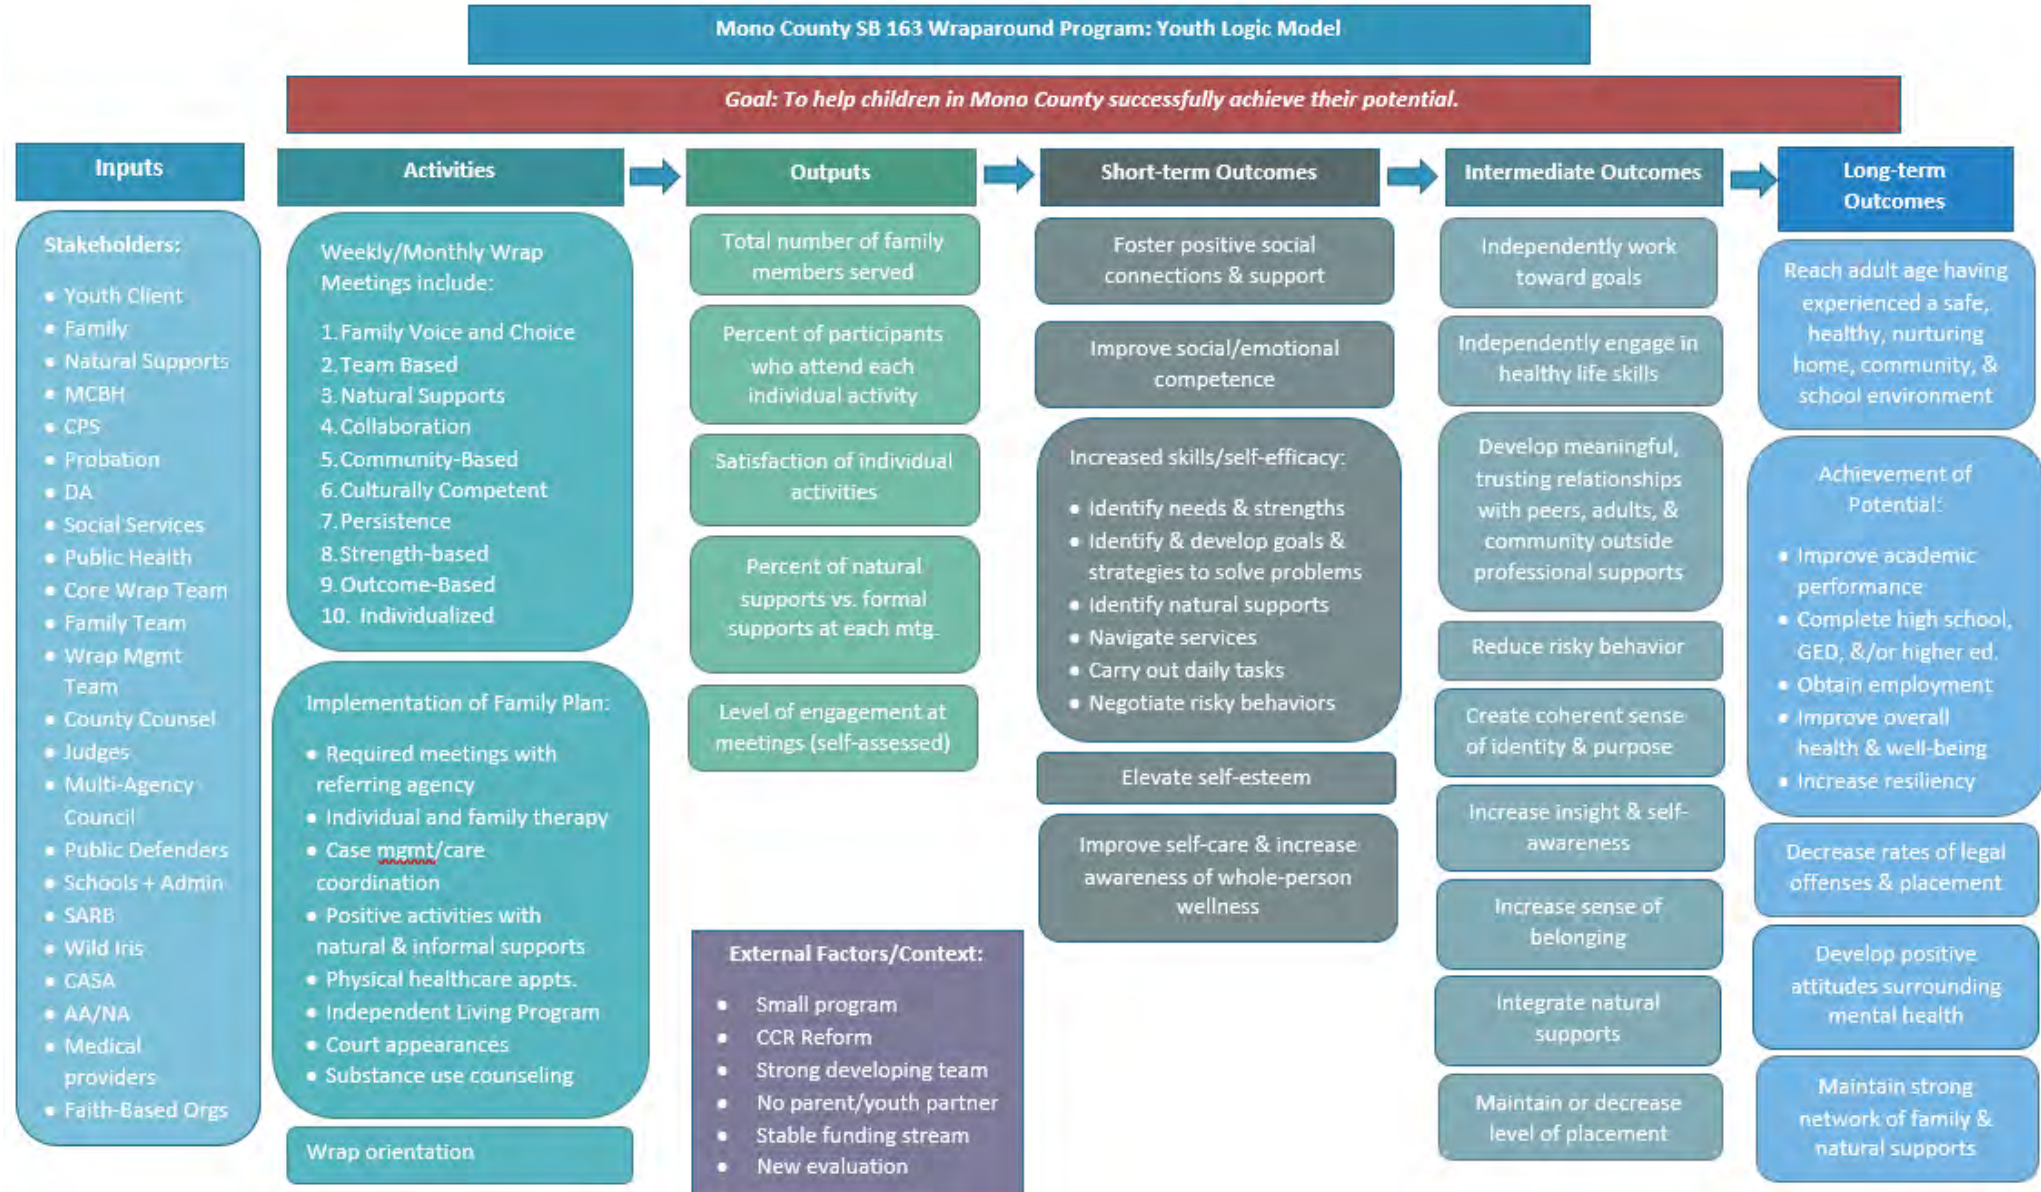 Mono County SB 163 Wraparound Program: Youth Logic Model
Goal: To help children in Mono County successfully achieve their potential.
Inputs
Stakeholders:
• Youth Client
• Family
• Natural Supports
• MCBH
• CPS
• Probation
• DA
• Social Services
• Public Health
• Core Wrap Team
• Family Team
• Wrap Mgmt
Team
• County Counsel
• Judges
• Multi-Agency
Council
• Public Defenders
• Schools + Admin
• SARB
• Wild Iris
• CASA
• AA/NA
• Medical
providers
• Faith-Based Orgs
Activities
Weekly/Monthly Wrap
Meetings include:
1. Family Voice and Choice
2. Team Based
3. Natural Supports
4. Collaboration
5. Community-Based
6. Culturally Competent
7. Persistence
8. Strength-based
9. Outcome-Based
10. Individualized
Implementation of Family Plan:
• Required meetings with
referring agency
• Individual and family therapy
• Case mgmt/care
coordination
• Positive activities with
natural & informal supports
• Physical healthcare appts.
• Independent Living Program
• Court appearances
• Substance use counseling
Wrap orientation
Outputs
Total number of family
members served
Percent of participants
who attend each
individual activity
Satisfaction of individual
activities
Percent of natural
supports vs. formal
supports at each mtg.
Level of engagement at
meetings (self-assessed)
External Factors/Context:
• Small program
• CCR Reform
• Strong developing team
• No parent/youth partner
• Stable funding stream
• New evaluation
Short-term Outcomes
Foster positive social
connections & support
Improve social/emotional
competence
Increased skills/self-efficacy:
• Identify needs & strengths
• Identify & develop goals &
strategies to solve problems
• Identify natural supports
• Navigate services
• Carry out daily tasks
• Negotiate risky behaviors
Elevate self-esteem
Improve self-care & increase
awareness of whole-person
wellness
Intermediate Outcomes
Independently work
toward goals
Independently engage in
healthy life skills
Develop meaningful,
trusting relationships
with peers, adults, &
community outside
professional supports
Reduce risky behavior
Create coherent sense
of identity & purpose
Increase insight & self-
awareness
Increase sense of
belonging
Integrate natural
supports
Maintain or decrease
level of placement
Long-term
Outcomes
Reach adult age having
experienced a safe,
healthy, nurturing
home, community, &
school environment
Achievement of
Potential:
• Improve academic
performance
• Complete high school,
GED, &/or higher ed.
• Obtain employment
• Improve overall
health & well-being
• Increase resiliency
Decrease rates of legal
offenses & placement
Develop positive
attitudes surrounding
mental health
Maintain strong
network of family &
natural supports